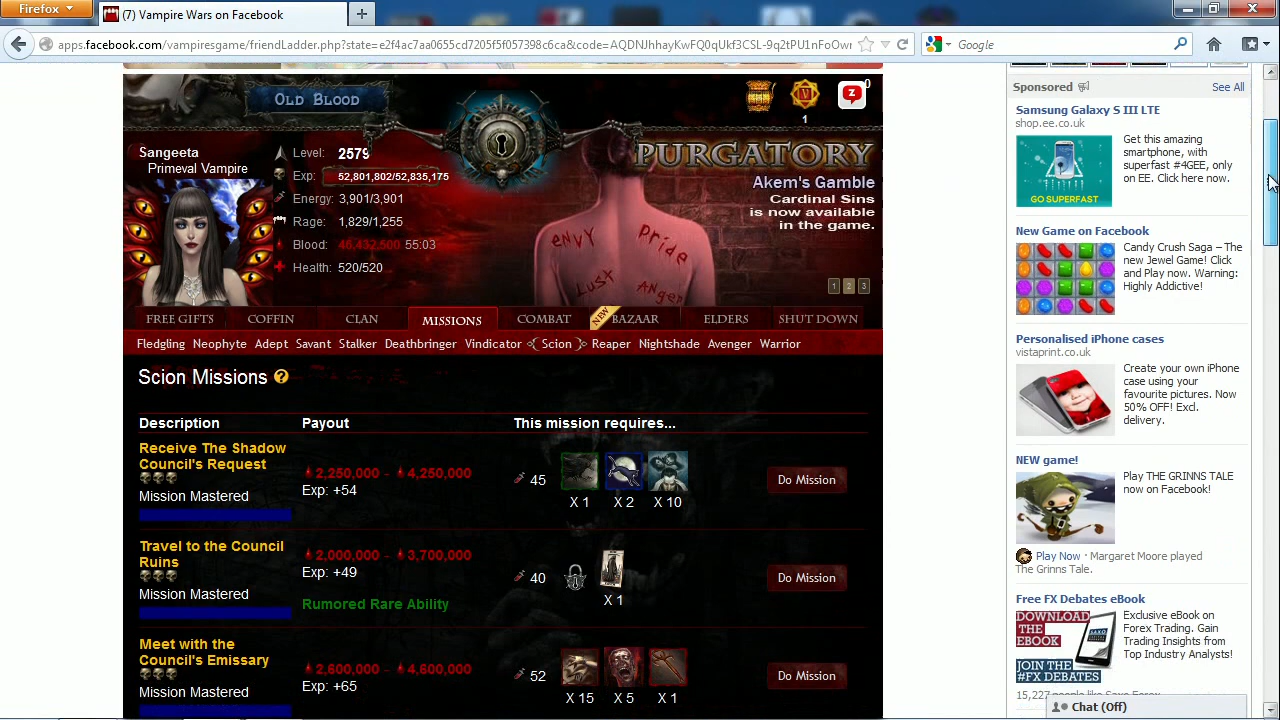 Firefox
(7) Vampire Wars on Facebook
Google
OLD BLOOD
1
0
Sangeeta
Primeval Vampire
Level: 2579
Exp: 52,801,802/52,835,175
Energy: 3,901/3,901
Rage: 1,829/1,255
Blood: 46,432,500 55:03
Health: 520/520
PURGATORY
Akem's Gamble
Cardinal Sins
is now available
in the game.
envy
Pride
Lust
Anger
1 2 3
FREE GIFTS COFFIN CLAN MISSIONS COMBAT NEW BAZAAR ELDERS SHUT DOWN
Fledgling Neophyte Adept Savant Stalker Deathbringer Vindicator Scion Reaper Nightshade Avenger Warrior
Scion Missions ?
Description Payout This mission requires...
Receive The Shadow
Council's Request
Mission Mastered
2,250,000 - 4,250,000
Exp: +54
45
X 1 X 2 X 10
Do Mission
Travel to the Council
Ruins
Mission Mastered
2,000,000 - 3,700,000
Exp: +49
Rumored Rare Ability
40
X 1
Do Mission
Meet with the
Council's Emissary
Mission Mastered
2,600,000 - 4,600,000
Exp: +65
52
X 15 X 5 X 1
Do Mission
Sponsored See All
Samsung Galaxy S III LTE
shop.ee.co.uk
GO SUPERFAST
Get this amazing
smartphone, with
superfast #4GEE, only
on EE. Click here now.
New Game on Facebook
Candy Crush Saga – The
new Jewel Game! Click
and Play now. Warning:
Highly Addictive!
Personalised iPhone cases
vistaprint.co.uk
Create your own iPhone
case using your
favourite pictures. Now
50% OFF! Excl.
delivery.
NEW game!
Play THE GRINNS TALE
now on Facebook!
Play Now · Margaret Moore played
The Grinns Tale.
Free FX Debates eBook
DOWNLOAD
THE
EBOOK
JOIN THE
#FX DEBATES
Exclusive eBook on
Forex Trading. Gain
Trading Insights from
Top Industry Analysts!
15,227 people like Saxo Forex
Chat (Off)